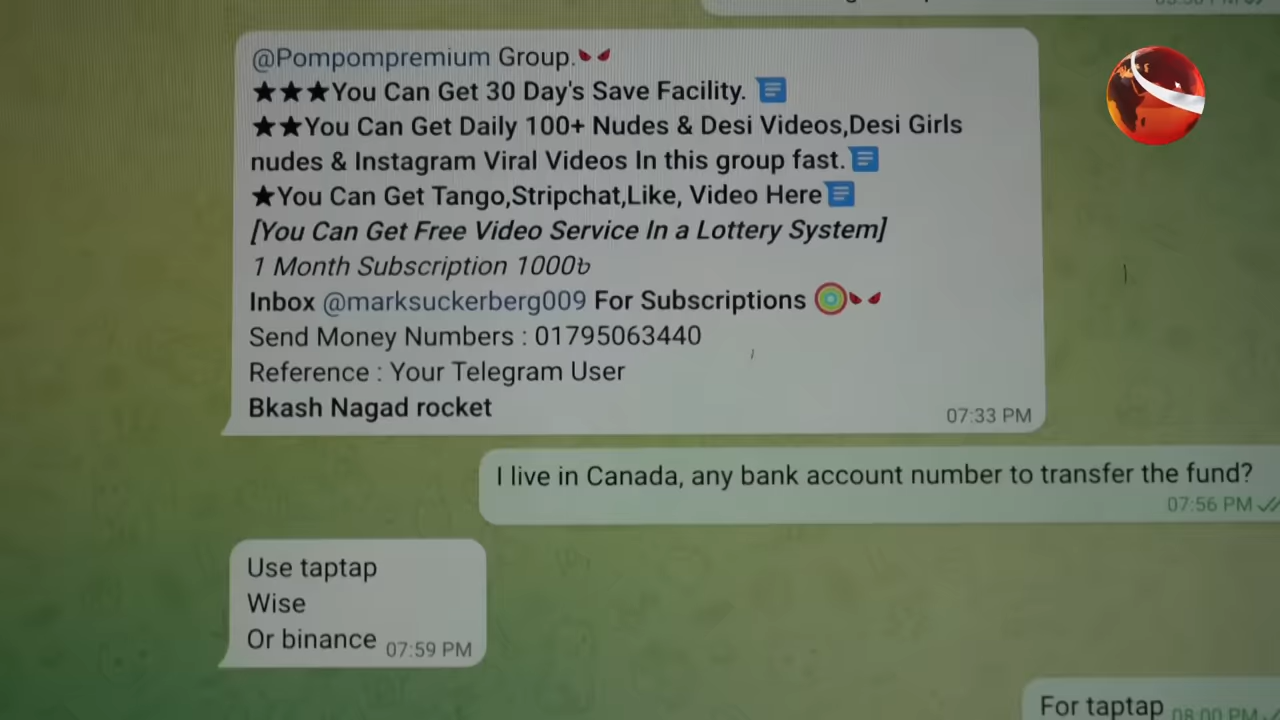 @Pompompremium Group.
★★★You Can Get 30 Day's Save Facility.
★★You Can Get Daily 100+ Nudes & Desi Videos,Desi Girls
nudes & Instagram Viral Videos In this group fast.
★You Can Get Tango,Stripchat,Like, Video Here
[You Can Get Free Video Service In a Lottery System]
1 Month Subscription 1000৳
Inbox @marksuckerberg009 For Subscriptions
Send Money Numbers : 01795063440
Reference : Your Telegram User
Bkash Nagad rocket
07:33 PM
I live in Canada, any bank account number to transfer the fund?
07:56 PM
Use taptap
Wise
Or binance 07:59 PM
For taptap 08:00 PM